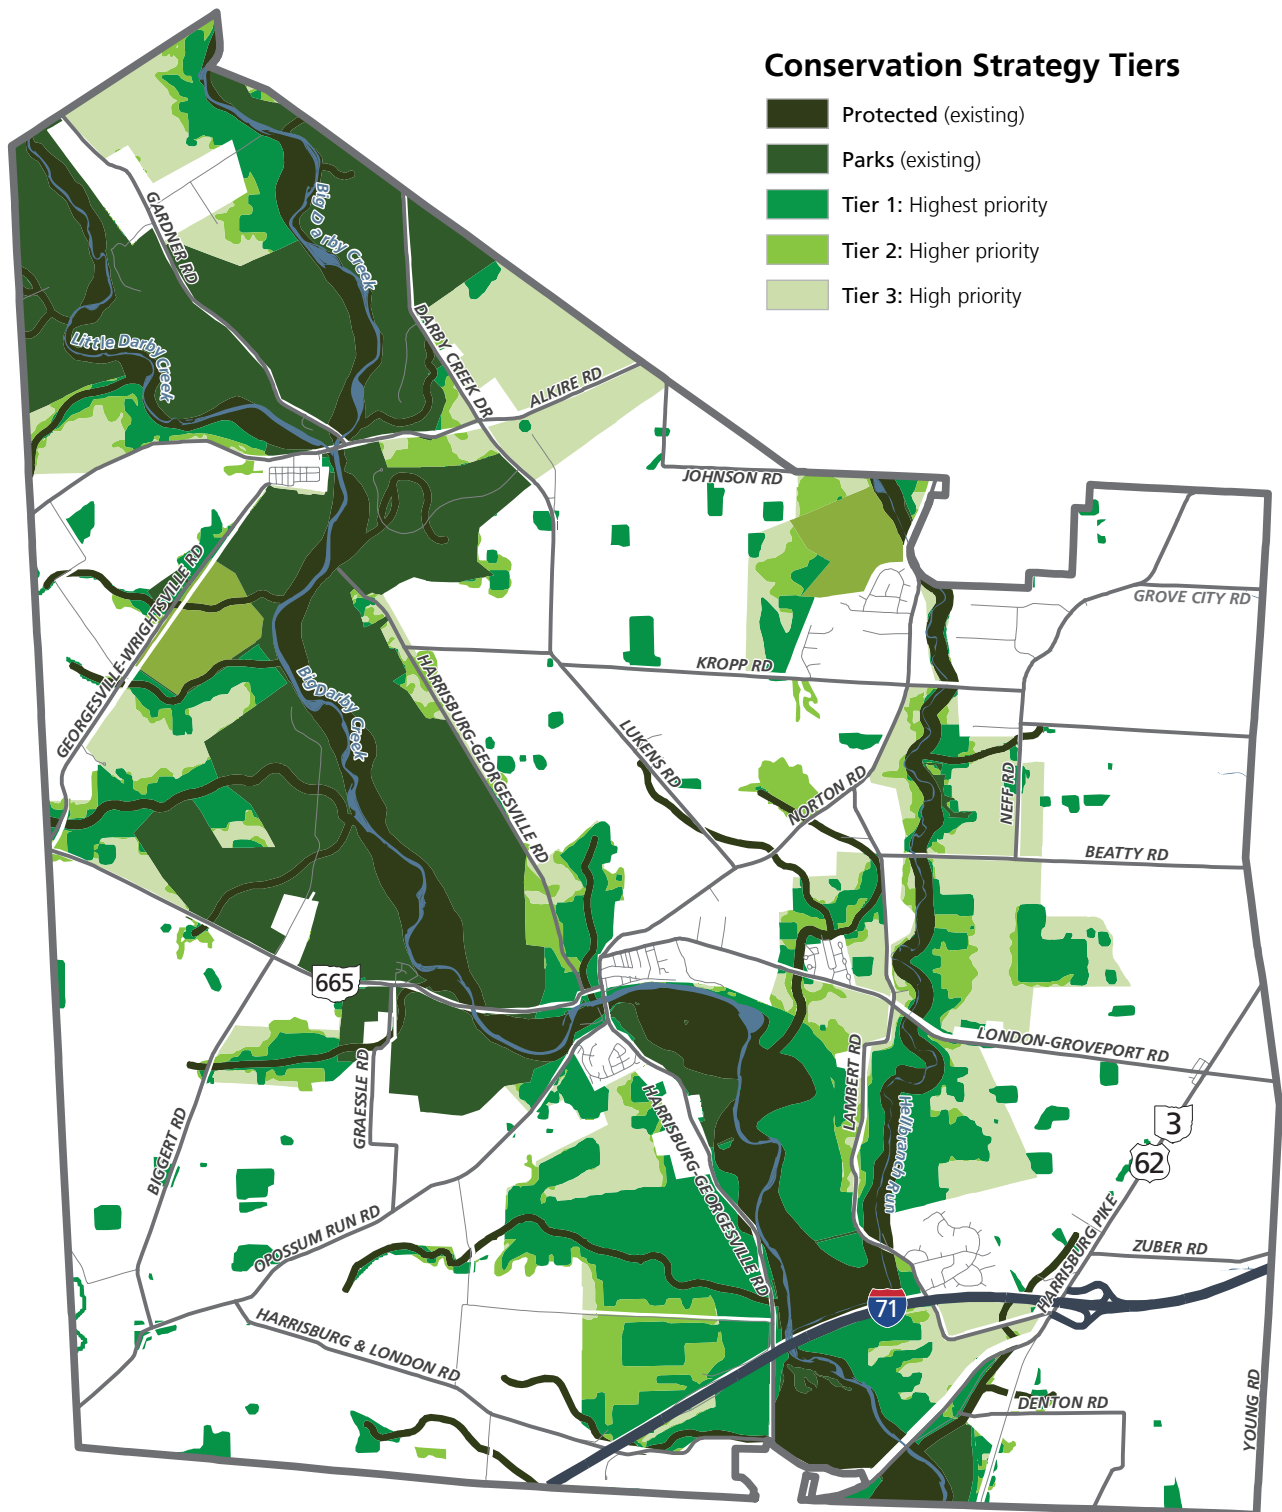 Conservation Strategy Tiers
Protected (existing)
Parks (existing)
Tier 1: Highest priority
Tier 2: Higher priority
Tier 3: High priority
GARDNER RD
Big Darby Creek
Little Darby Creek
DARBY CREEK DR
ALKIRE RD
JOHNSON RD
GEORGESVILLE-WRIGHTSVILLE RD
GROVE CITY RD
KROPP RD
HARRISBURG-GEORGESVILLE RD
Big Darby Creek
LUKENS RD
NORTON RD
NEFF RD
BEATTY RD
665
LONDON-GROVEPORT RD
GRAESSLE RD
LAMBERT RD
HARRISBURG-GEORGESVILLE RD
Hellbranch Run
3
62
BIGGERT RD
OPOSSUM RUN RD
HARRISBURG PIKE
ZUBER RD
71
HARRISBURG & LONDON RD
DENTON RD
YOUNG RD